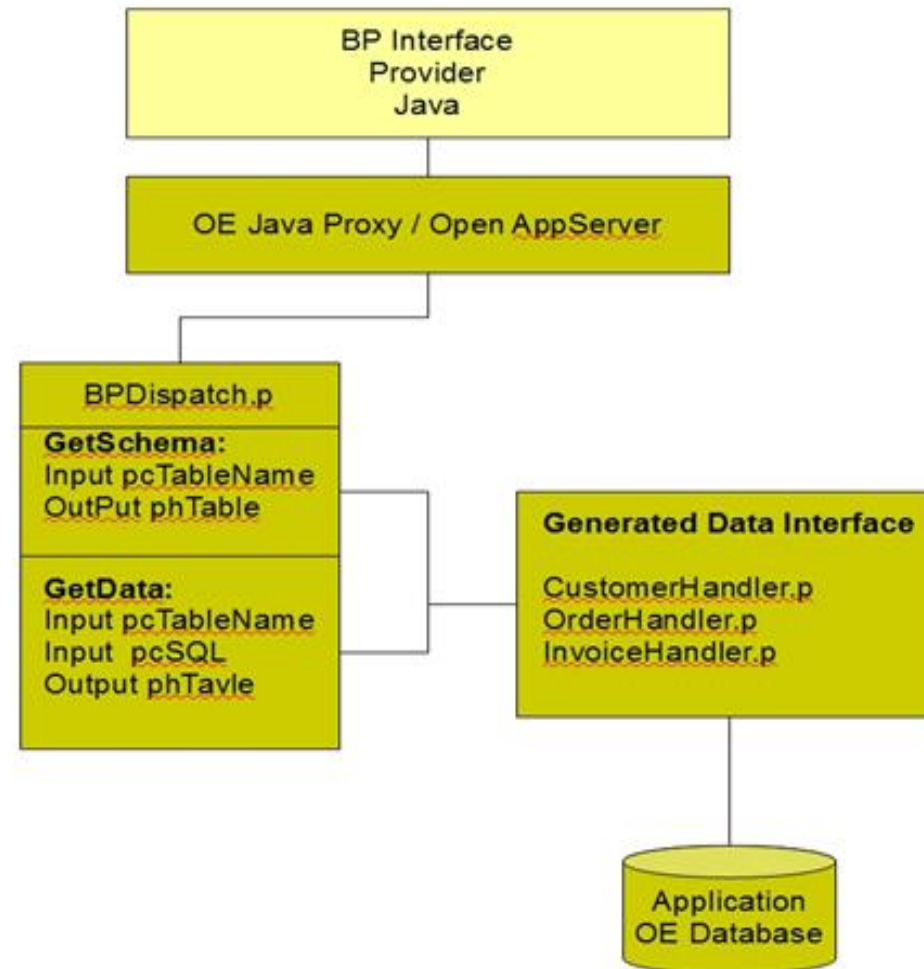 BP Interface
Provider
Java
OE Java Proxy / Open AppServer
BPDispatch.p
GetSchema:
Input pcTableName
OutPut phTable
GetData:
Input pcTableName
Input pcSQL
Output phTavle
Generated Data Interface
CustomerHandler.p
OrderHandler.p
InvoiceHandler.p
Application
OE Database